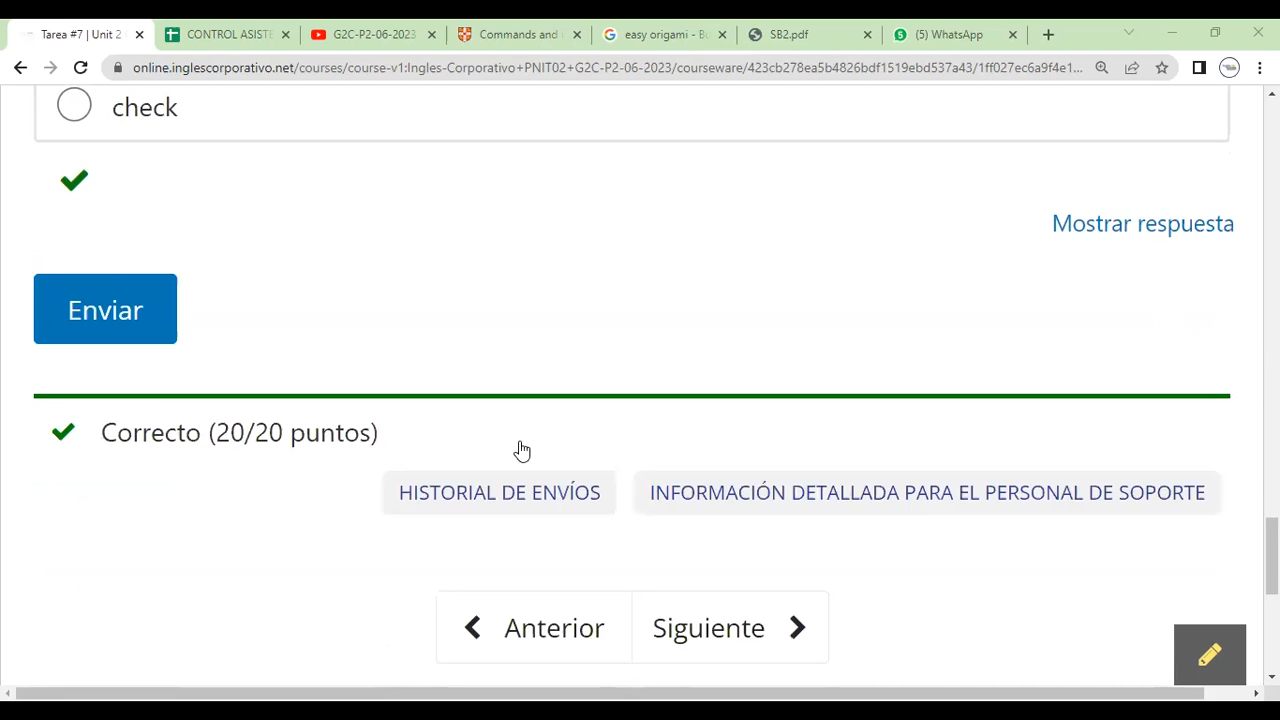 Tarea #7 | Unit 2
CONTROL ASISTE
G2C-P2-06-2023
Commands and
easy origami - Bu
SB2.pdf
(5) WhatsApp
online.inglescorporativo.net/courses/course-v1:Ingles-Corporativo+PNIT02+G2C-P2-06-2023/courseware/423cb278ea5b4826bdf1519ebd537a43/1ff027ec6a9f4e1...
check
Mostrar respuesta
Enviar
Correcto (20/20 puntos)
HISTORIAL DE ENVÍOS
INFORMACIÓN DETALLADA PARA EL PERSONAL DE SOPORTE
Anterior
Siguiente